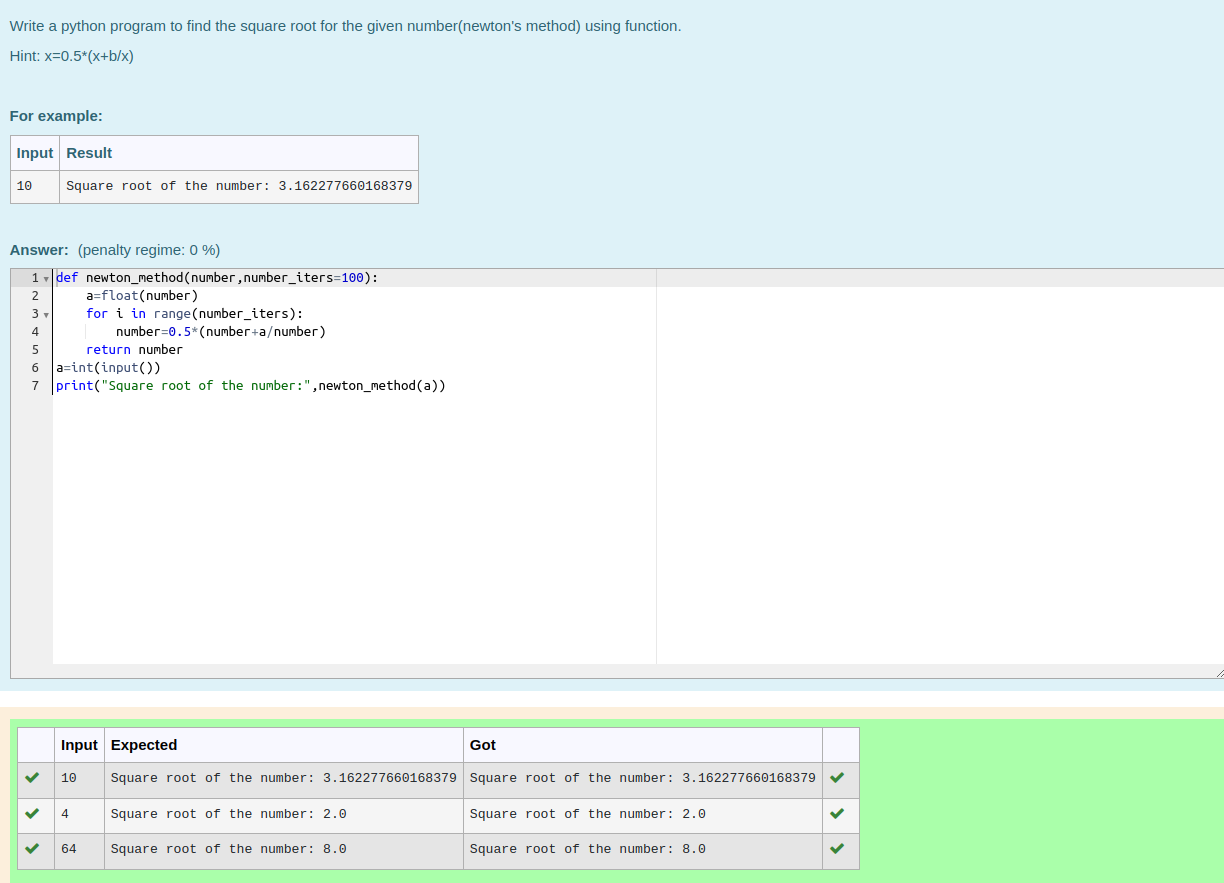 Write a python program to find the square root for the given number(newton's method) using function.
Hint: x=0.5*(x+b/x)
For example:
Input Result
10 Square root of the number: 3.162277660168379
Answer: (penalty regime: 0 %)
1 def newton_method(number,number_iters=100):
2     a=float(number)
3     for i in range(number_iters):
4         number=0.5*(number+a/number)
5     return number
6 a=int(input())
7 print("Square root of the number:",newton_method(a))
Input Expected Got
10 Square root of the number: 3.162277660168379 Square root of the number: 3.162277660168379
4 Square root of the number: 2.0 Square root of the number: 2.0
64 Square root of the number: 8.0 Square root of the number: 8.0